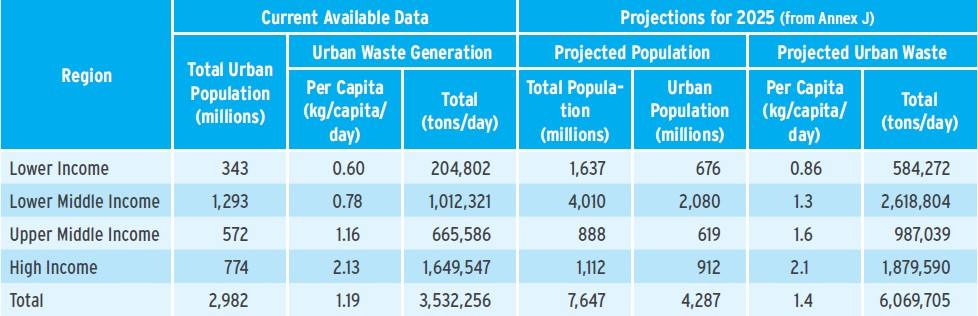 Current Available Data Projections for 2025 (from Annex J)
Urban Waste Generation Projected Population Projected Urban Waste
Region
Total Urban
Population
(millions)
Per Capita
(kg/capita/
day)
Total
(tons/day)
Total Popula-
tion
(millions)
Urban
Population
(millions)
Per Capita
(kg/capita/
day)
Total
(tons/day)
Lower Income 343 0.60 204,802 1,637 676 0.86 584,272
Lower Middle Income 1,293 0.78 1,012,321 4,010 2,080 1.3 2,618,804
Upper Middle Income 572 1.16 665,586 888 619 1.6 987,039
High Income 774 2.13 1,649,547 1,112 912 2.1 1,879,590
Total 2,982 1.19 3,532,256 7,647 4,287 1.4 6,069,705